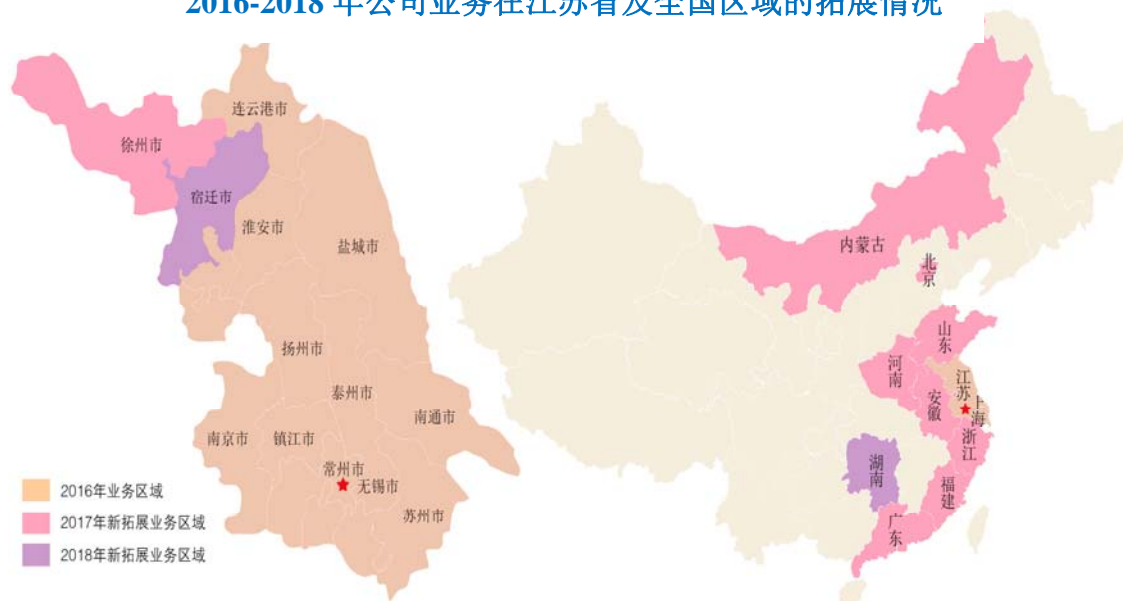 2016-2018 年公司业务在江苏省及全国区域的拓展情况
连云港市
徐州市
宿迁市
淮安市
盐城市
扬州市
泰州市
南通市
南京市
镇江市
常州市
无锡市
苏州市
2016年业务区域
2017年新拓展业务区域
2018年新拓展业务区域
内蒙古
北京
山东
河南
江苏
上海
安徽
浙江
湖南
福建
广东